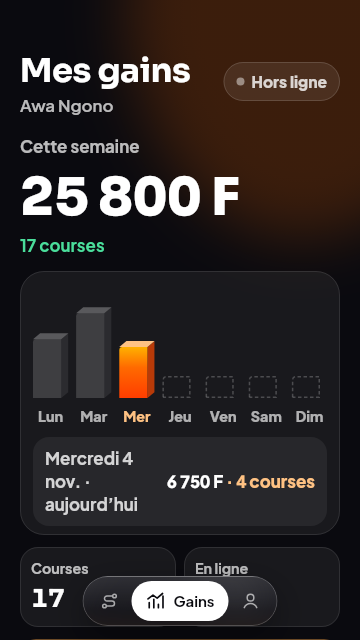 Mes gains
Hors ligne
Awa Ngono
Cette semaine
25 800 F
17 courses
Lun Mar Mer Jeu Ven Sam Dim
Mercredi 4
nov. ·
aujourd’hui
6 750 F · 4 courses
Courses
En ligne
17
Gains